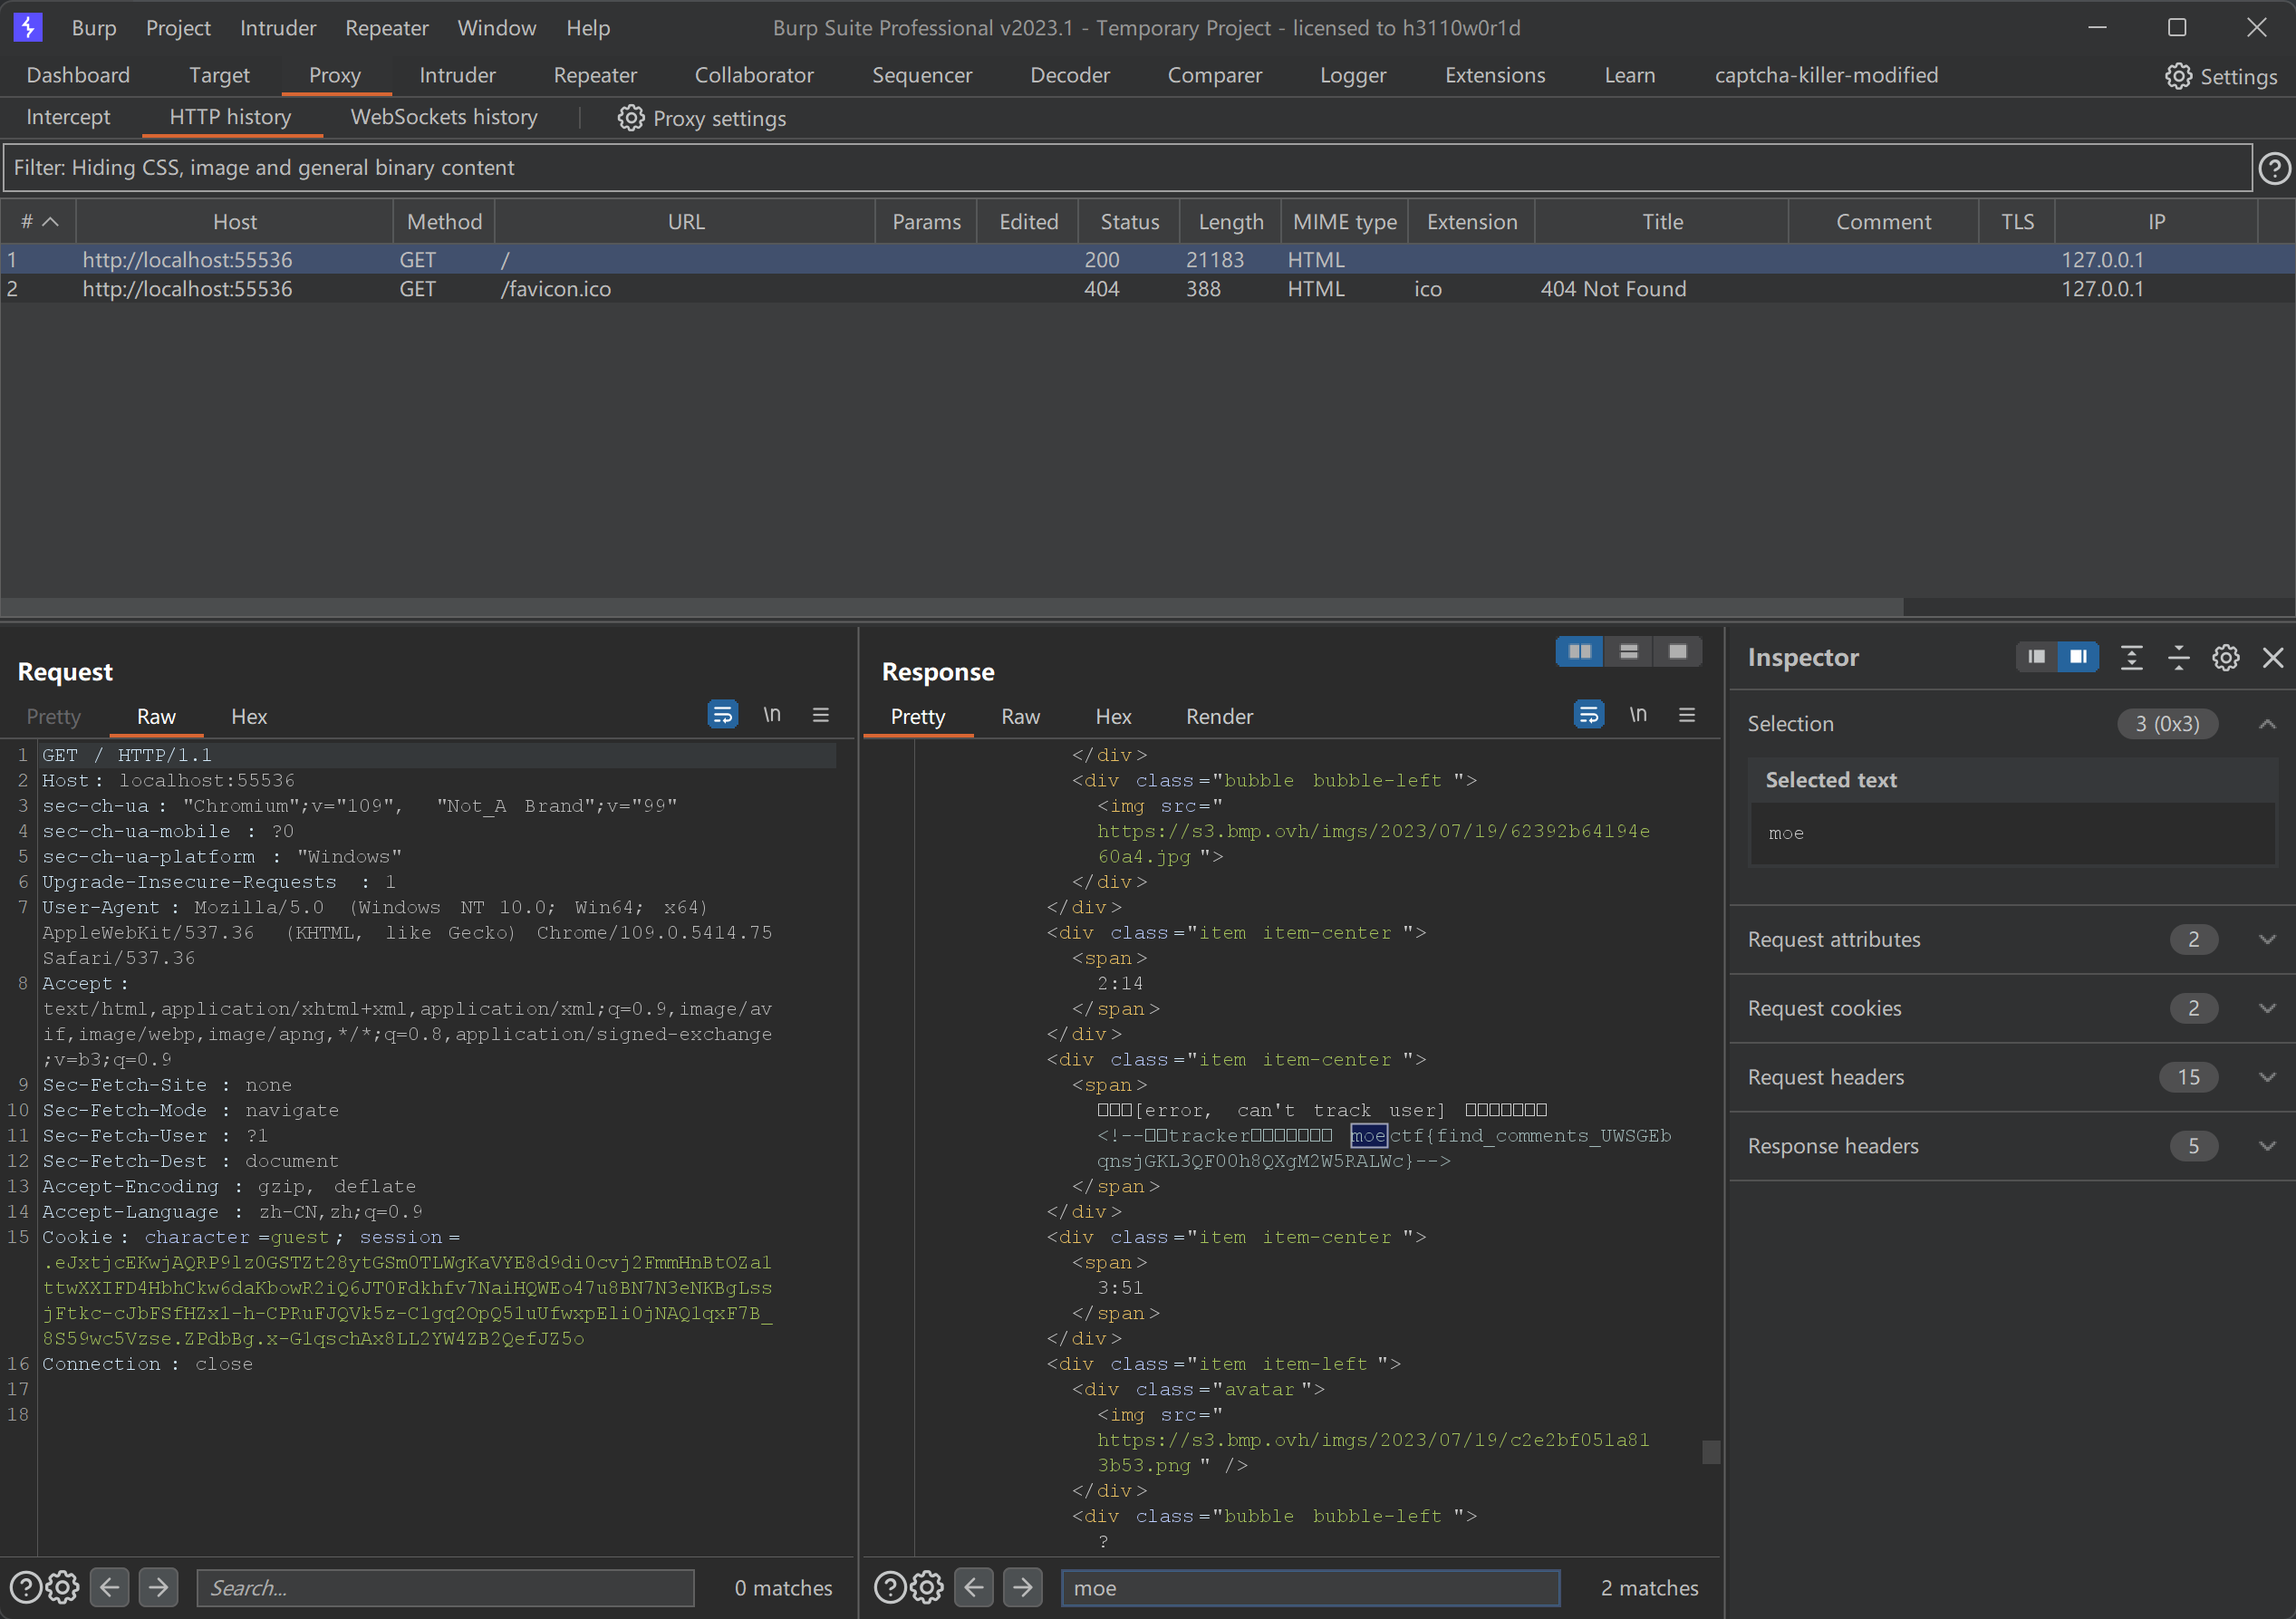 Burp Project Intruder Repeater Window Help Burp Suite Professional v2023.1 - Temporary Project - licensed to h3110w0r1d
Dashboard Target Proxy Intruder Repeater Collaborator Sequencer Decoder Comparer Logger Extensions Learn captcha-killer-modified Settings
Intercept HTTP history WebSockets history Proxy settings
Filter: Hiding CSS, image and general binary content
# Host Method URL Params Edited Status Length MIME type Extension Title Comment TLS IP
1 http://localhost:55536 GET / 200 21183 HTML 127.0.0.1
2 http://localhost:55536 GET /favicon.ico 404 388 HTML ico 404 Not Found 127.0.0.1
Request
Pretty Raw Hex \n
1 GET / HTTP/1.1
2 Host: localhost:55536
3 sec-ch-ua: "Chromium";v="109", "Not_A Brand";v="99"
4 sec-ch-ua-mobile: ?0
5 sec-ch-ua-platform: "Windows"
6 Upgrade-Insecure-Requests: 1
7 User-Agent: Mozilla/5.0 (Windows NT 10.0; Win64; x64)
AppleWebKit/537.36 (KHTML, like Gecko) Chrome/109.0.5414.75
Safari/537.36
8 Accept:
text/html,application/xhtml+xml,application/xml;q=0.9,image/av
if,image/webp,image/apng,*/*;q=0.8,application/signed-exchange
;v=b3;q=0.9
9 Sec-Fetch-Site: none
10 Sec-Fetch-Mode: navigate
11 Sec-Fetch-User: ?1
12 Sec-Fetch-Dest: document
13 Accept-Encoding: gzip, deflate
14 Accept-Language: zh-CN,zh;q=0.9
15 Cookie: character=guest; session=
.eJxtjcEKwjAQRP9lz0GSTZt28ytGSm0TLWgKaVYE8d9di0cvj2FmmHnBtOZal
ttwXXIFD4HbhCkw6daKbowR2iQ6JT0Fdkhfv7NaiHQWEo47u8BN7N3eNKBgLss
jFtkc-cJbFSfHZxl-h-CPRuFJQVk5z-C1gq2OpQ51uUfwxpEli0jNAQlqxF7B_
8S59wc5Vzse.ZPdbBg.x-G1qschAx8LL2YW4ZB2QefJZ5o
16 Connection: close
17
18
Search... 0 matches
Response
Pretty Raw Hex Render \n
</div>
<div class="bubble bubble-left">
<img src="
https://s3.bmp.ovh/imgs/2023/07/19/62392b64194e
60a4.jpg">
</div>
</div>
<div class="item item-center">
<span>
2:14
</span>
</div>
<div class="item item-center">
<span>
[error, can't track user]
<!--tracker moectf{find_comments_UWSGEb
qnsjGKL3QF00h8QXgM2W5RALWc}-->
</span>
</div>
<div class="item item-center">
<span>
3:51
</span>
</div>
<div class="item item-left">
<div class="avatar">
<img src="
https://s3.bmp.ovh/imgs/2023/07/19/c2e2bf051a81
3b53.png" />
</div>
<div class="bubble bubble-left">
?
moe 2 matches
Inspector
Selection 3 (0x3)
Selected text
moe
Request attributes 2
Request cookies 2
Request headers 15
Response headers 5